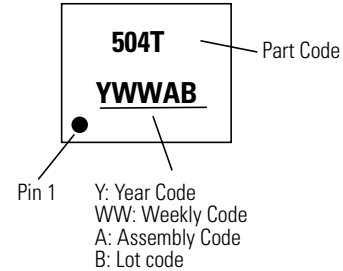 504T
Part Code
YWWAB
Pin 1
Y: Year Code
WW: Weekly Code
A: Assembly Code
B: Lot code